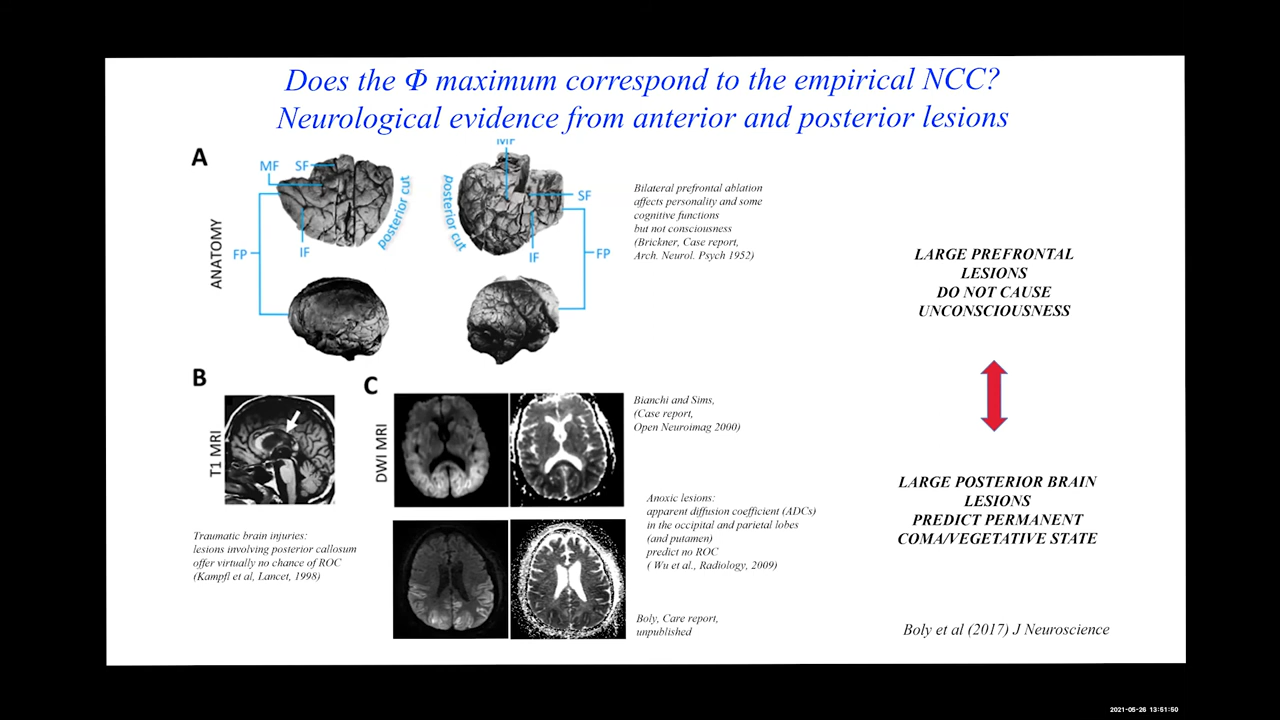 Does the Φ maximum correspond to the empirical NCC?
Neurological evidence from anterior and posterior lesions
A
ANATOMY
MF
SF
FP
IF
posterior cut
posterior cut
MF
SF
IF
FP
Bilateral prefrontal ablation
affects personality and some
cognitive functions
but not consciousness
(Brickner, Case report,
Arch. Neurol. Psych 1952)
LARGE PREFRONTAL
LESIONS
DO NOT CAUSE
UNCONSCIOUSNESS
B
T1 MRI
Traumatic brain injuries:
lesions involving posterior callosum
offer virtually no chance of ROC
(Kampfl et al, Lancet, 1998)
C
DWI MRI
Bianchi and Sims,
(Case report,
Open Neuroimag 2000)
Anoxic lesions:
apparent diffusion coefficient (ADCs)
in the occipital and parietal lobes
(and putamen)
predict no ROC
( Wu et al., Radiology, 2009)
Boly, Care report,
unpublished
LARGE POSTERIOR BRAIN
LESIONS
PREDICT PERMANENT
COMA/VEGETATIVE STATE
Boly et al (2017) J Neuroscience
2021-05-26 13:51:50